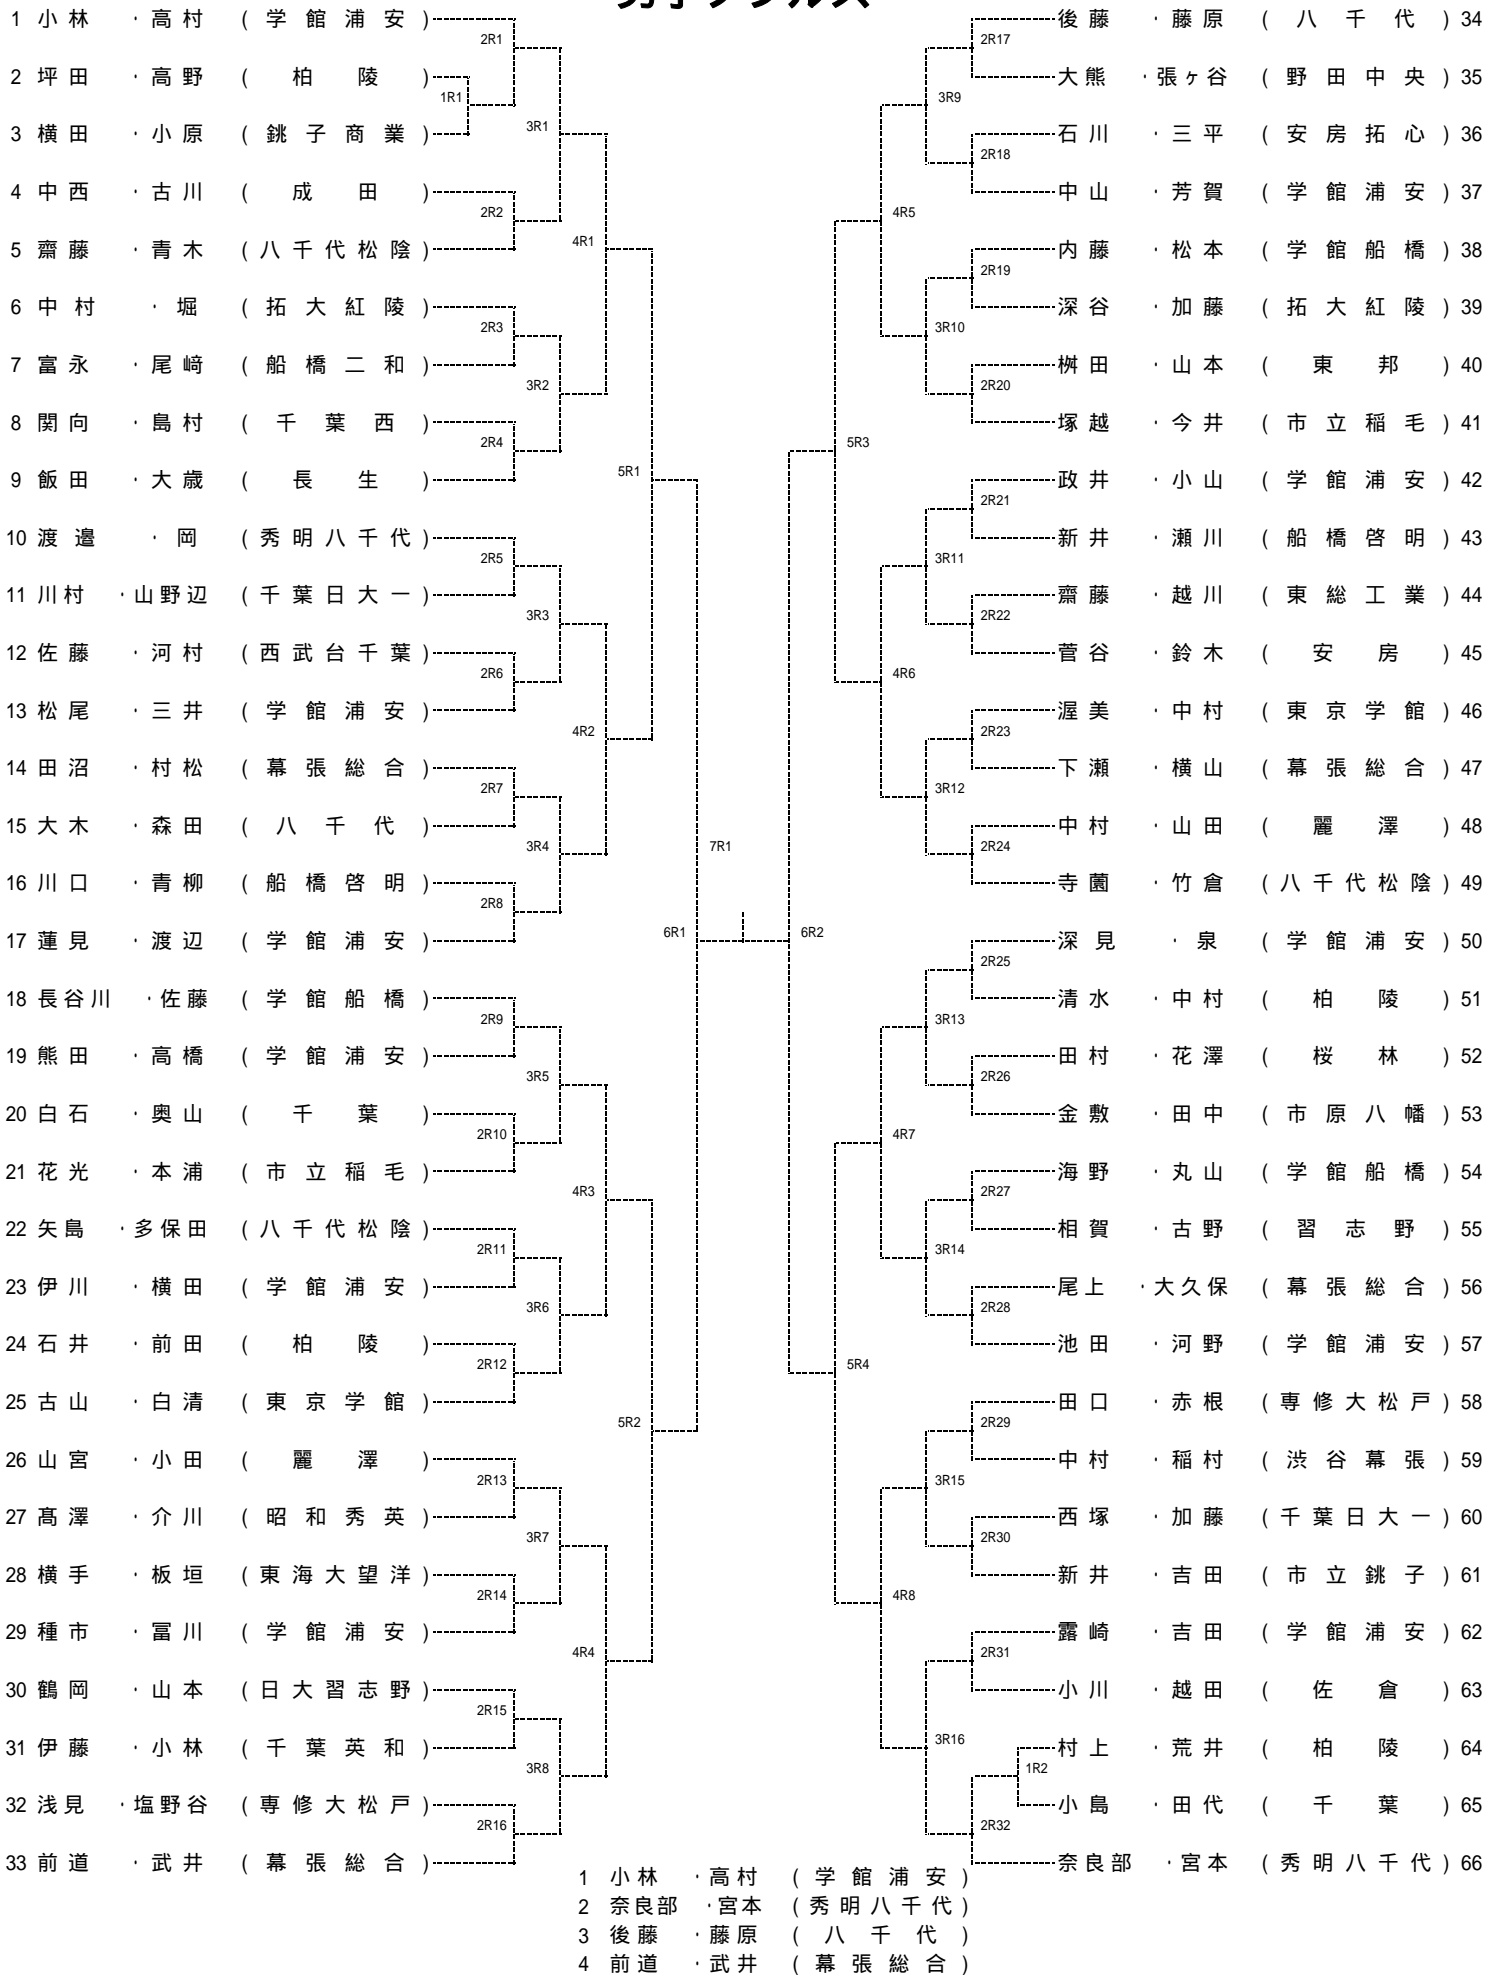 男子ダブルス
1 小林 ・高村 (学館浦安)
2 坪田 ・高野 (柏陵)
3 横田 ・小原 (銚子商業)
4 中西 ・古川 (成田)
5 齋藤 ・青木 (八千代松陰)
6 中村 ・堀 (拓大紅陵)
7 富永 ・尾﨑 (船橋二和)
8 関向 ・島村 (千葉西)
9 飯田 ・大歳 (長生)
10 渡邉 ・岡 (秀明八千代)
11 川村 ・山野辺 (千葉日大一)
12 佐藤 ・河村 (西武台千葉)
13 松尾 ・三井 (学館浦安)
14 田沼 ・村松 (幕張総合)
15 大木 ・森田 (八千代)
16 川口 ・青柳 (船橋啓明)
17 蓮見 ・渡辺 (学館浦安)
18 長谷川 ・佐藤 (学館船橋)
19 熊田 ・高橋 (学館浦安)
20 白石 ・奥山 (千葉)
21 花光 ・本浦 (市立稲毛)
22 矢島 ・多保田 (八千代松陰)
23 伊川 ・横田 (学館浦安)
24 石井 ・前田 (柏陵)
25 古山 ・白清 (東京学館)
26 山宮 ・小田 (麗澤)
27 髙澤 ・介川 (昭和秀英)
28 横手 ・板垣 (東海大望洋)
29 種市 ・冨川 (学館浦安)
30 鶴岡 ・山本 (日大習志野)
31 伊藤 ・小林 (千葉英和)
32 浅見 ・塩野谷 (専修大松戸)
33 前道 ・武井 (幕張総合)
2R1
1R1
3R1
2R2
4R1
2R3
3R2
2R4
5R1
2R5
3R3
2R6
4R2
2R7
3R4
2R8
6R1
2R9
3R5
2R10
4R3
2R11
3R6
2R12
5R2
2R13
3R7
2R14
4R4
2R15
3R8
2R16
7R1
6R2
2R17
3R9
2R18
4R5
2R19
3R10
2R20
5R3
2R21
3R11
2R22
4R6
2R23
3R12
2R24
2R25
3R13
2R26
4R7
2R27
3R14
2R28
5R4
2R29
3R15
2R30
4R8
2R31
3R16
1R2
2R32
後藤 ・藤原 (八千代) 34
大熊 ・張ヶ谷 (野田中央) 35
石川 ・三平 (安房拓心) 36
中山 ・芳賀 (学館浦安) 37
内藤 ・松本 (学館船橋) 38
深谷 ・加藤 (拓大紅陵) 39
桝田 ・山本 (東邦) 40
塚越 ・今井 (市立稲毛) 41
政井 ・小山 (学館浦安) 42
新井 ・瀬川 (船橋啓明) 43
齋藤 ・越川 (東総工業) 44
菅谷 ・鈴木 (安房) 45
渥美 ・中村 (東京学館) 46
下瀬 ・横山 (幕張総合) 47
中村 ・山田 (麗澤) 48
寺薗 ・竹倉 (八千代松陰) 49
深見 ・泉 (学館浦安) 50
清水 ・中村 (柏陵) 51
田村 ・花澤 (桜林) 52
金敷 ・田中 (市原八幡) 53
海野 ・丸山 (学館船橋) 54
相賀 ・古野 (習志野) 55
尾上 ・大久保 (幕張総合) 56
池田 ・河野 (学館浦安) 57
田口 ・赤根 (専修大松戸) 58
中村 ・稲村 (渋谷幕張) 59
西塚 ・加藤 (千葉日大一) 60
新井 ・吉田 (市立銚子) 61
露崎 ・吉田 (学館浦安) 62
小川 ・越田 (佐倉) 63
村上 ・荒井 (柏陵) 64
小島 ・田代 (千葉) 65
奈良部 ・宮本 (秀明八千代) 66
1 小林 ・高村 (学館浦安)
2 奈良部 ・宮本 (秀明八千代)
3 後藤 ・藤原 (八千代)
4 前道 ・武井 (幕張総合)